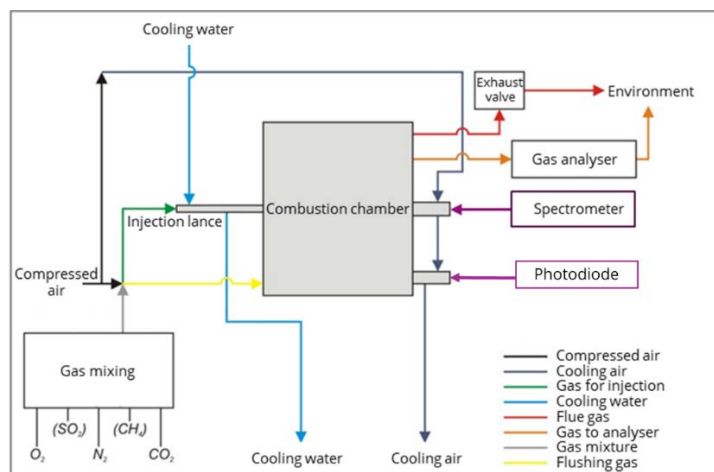 Cooling water
Exhaust
valve
Environment
Gas analyser
Combustion chamber
Injection lance
Spectrometer
Compressed
air
Photodiode
Gas mixing
(SO₂) (CH₄)
O₂ N₂ CO₂
Cooling water
Cooling air
Compressed air
Cooling air
Gas for injection
Cooling water
Flue gas
Gas to analyser
Gas mixture
Flushing gas